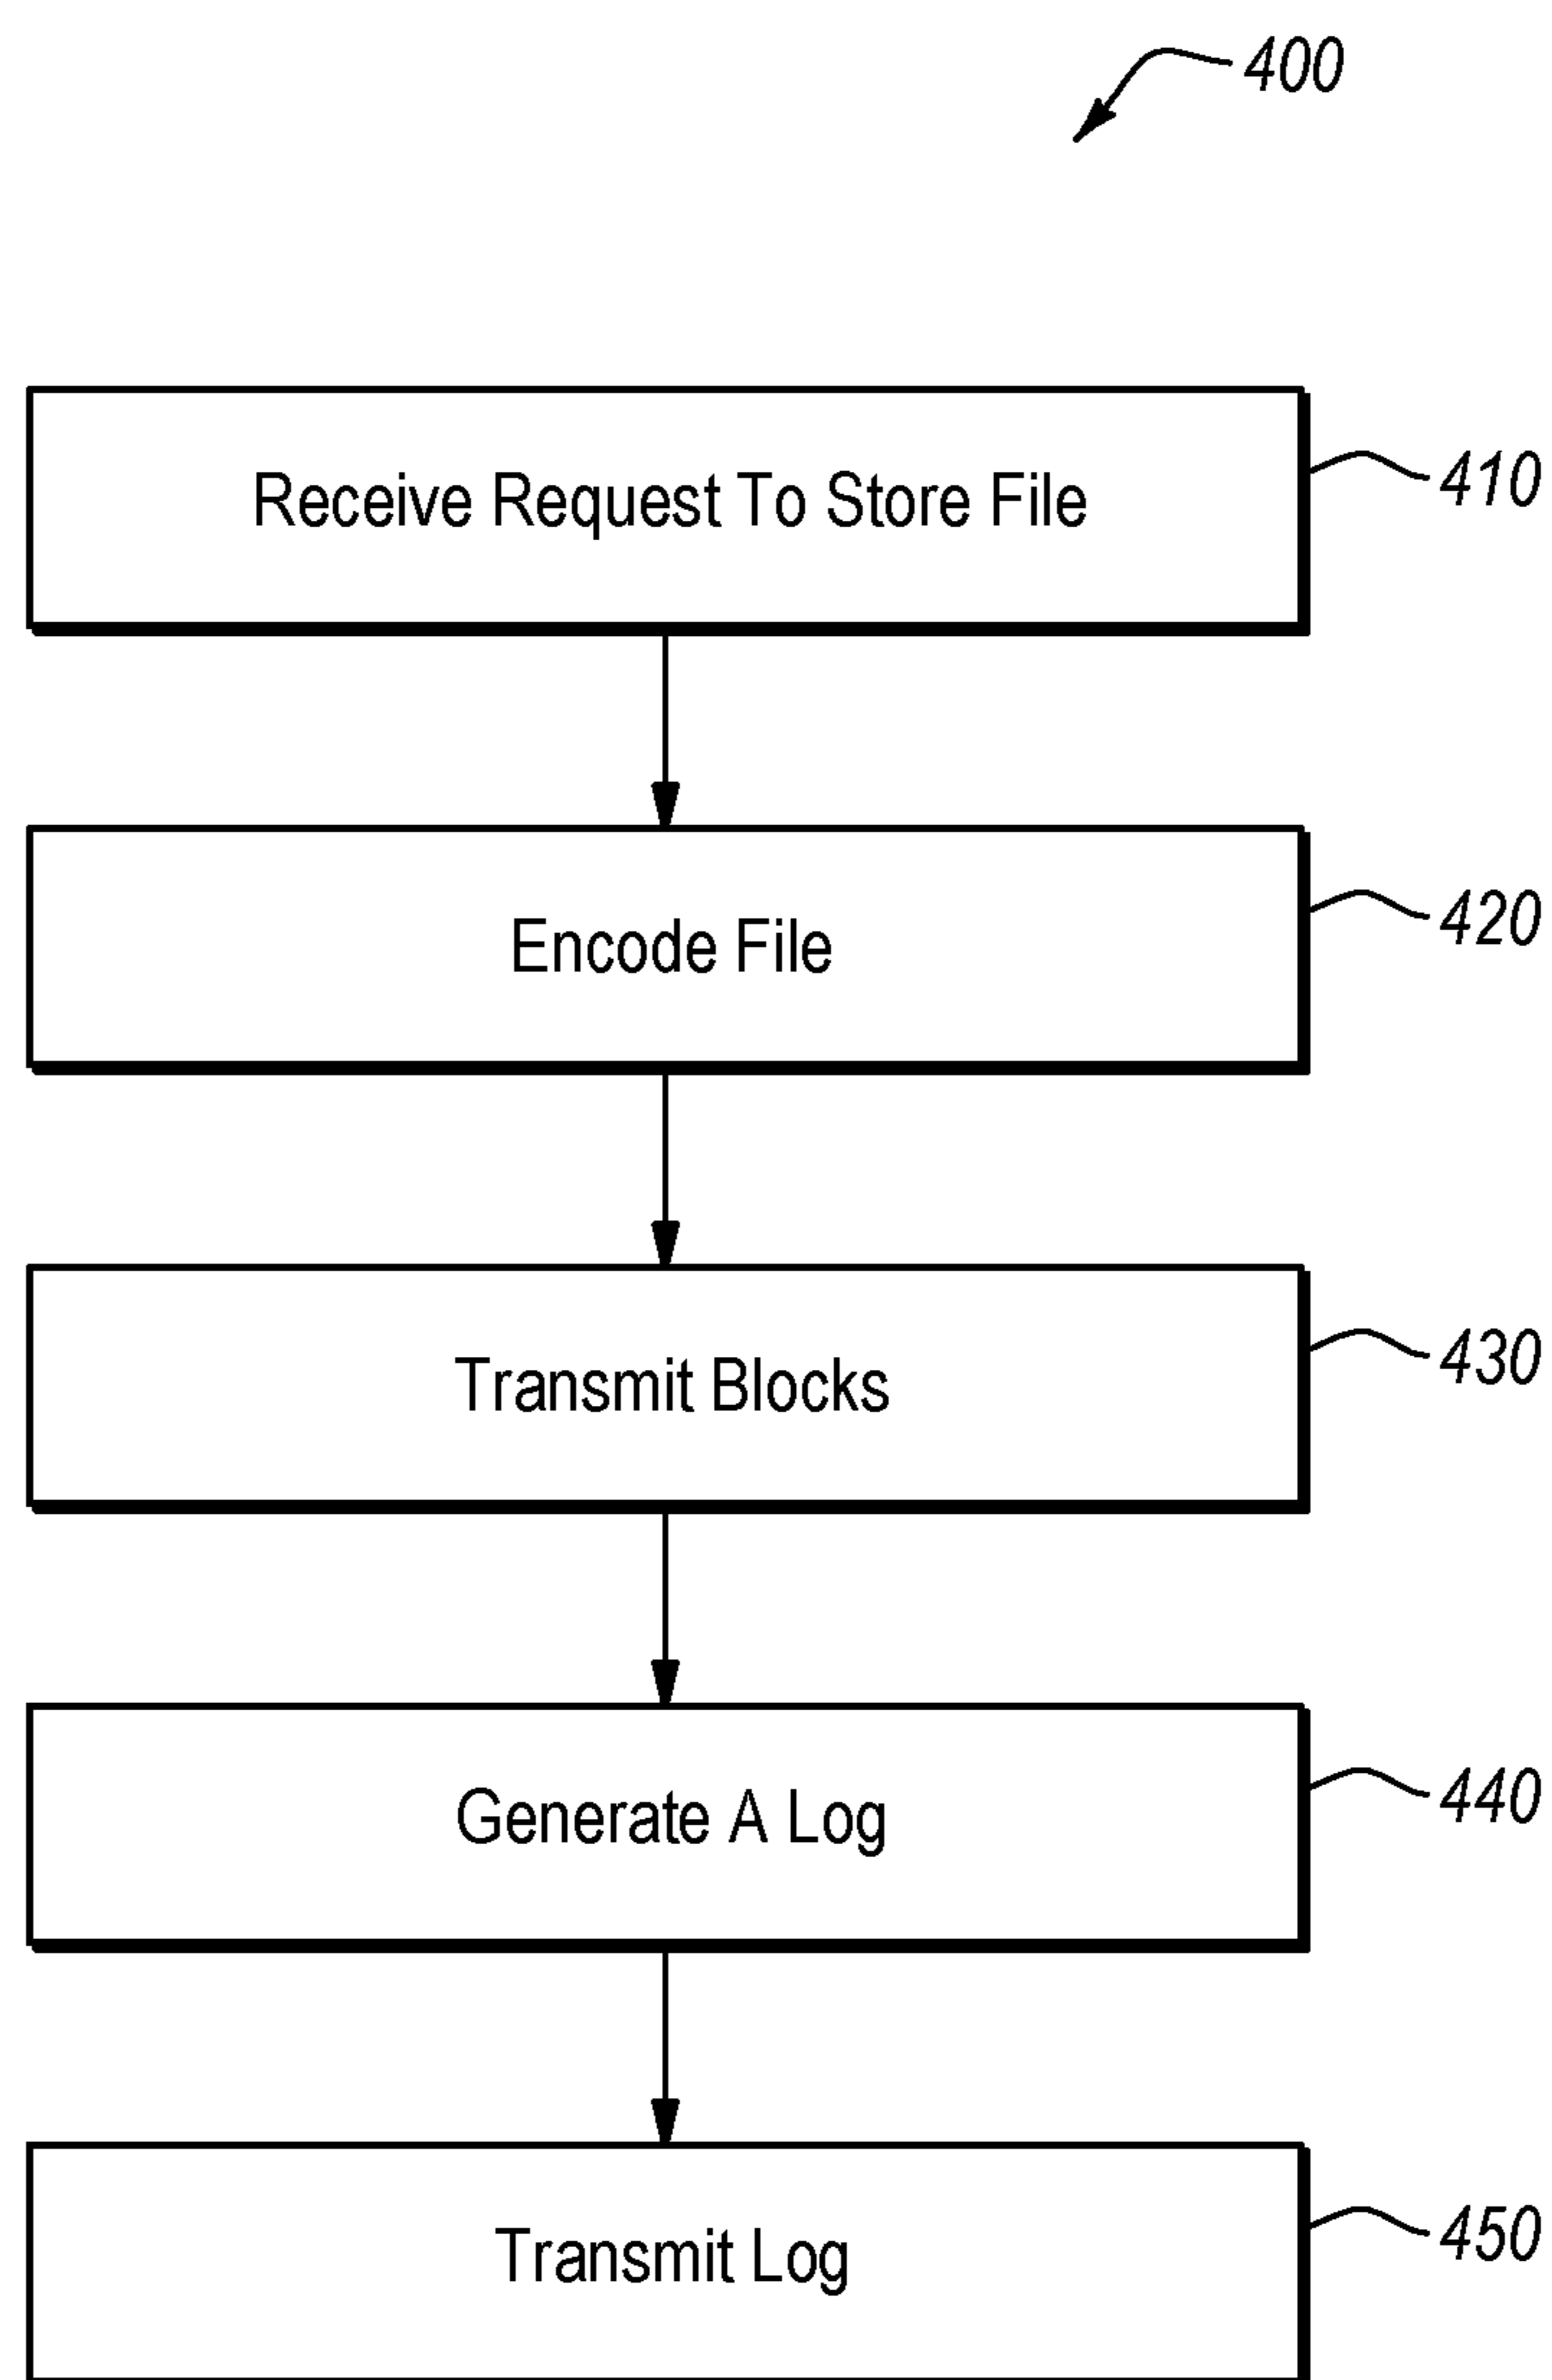 400
Receive Request To Store File
410
Encode File
420
Transmit Blocks
430
Generate A Log
440
Transmit Log
450